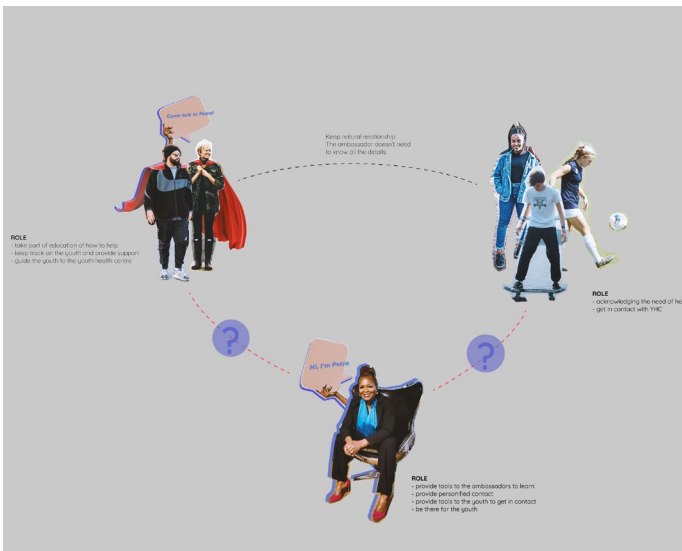 Come talk to Petra!
Keep natural relationship
The ambassador doesn't need
to know all the details
ROLE
- take part of education of how to help
- keep track on the youth and provide support
- guide the youth to the youth health centre
ROLE
- acknowledging the need of he
- get in contact with YHC
?
?
Hi, I'm Petra
ROLE
- provide tools to the ambassadors to learn
- provide personified contact
- provide tools to the youth to get in contact
- be there for the youth